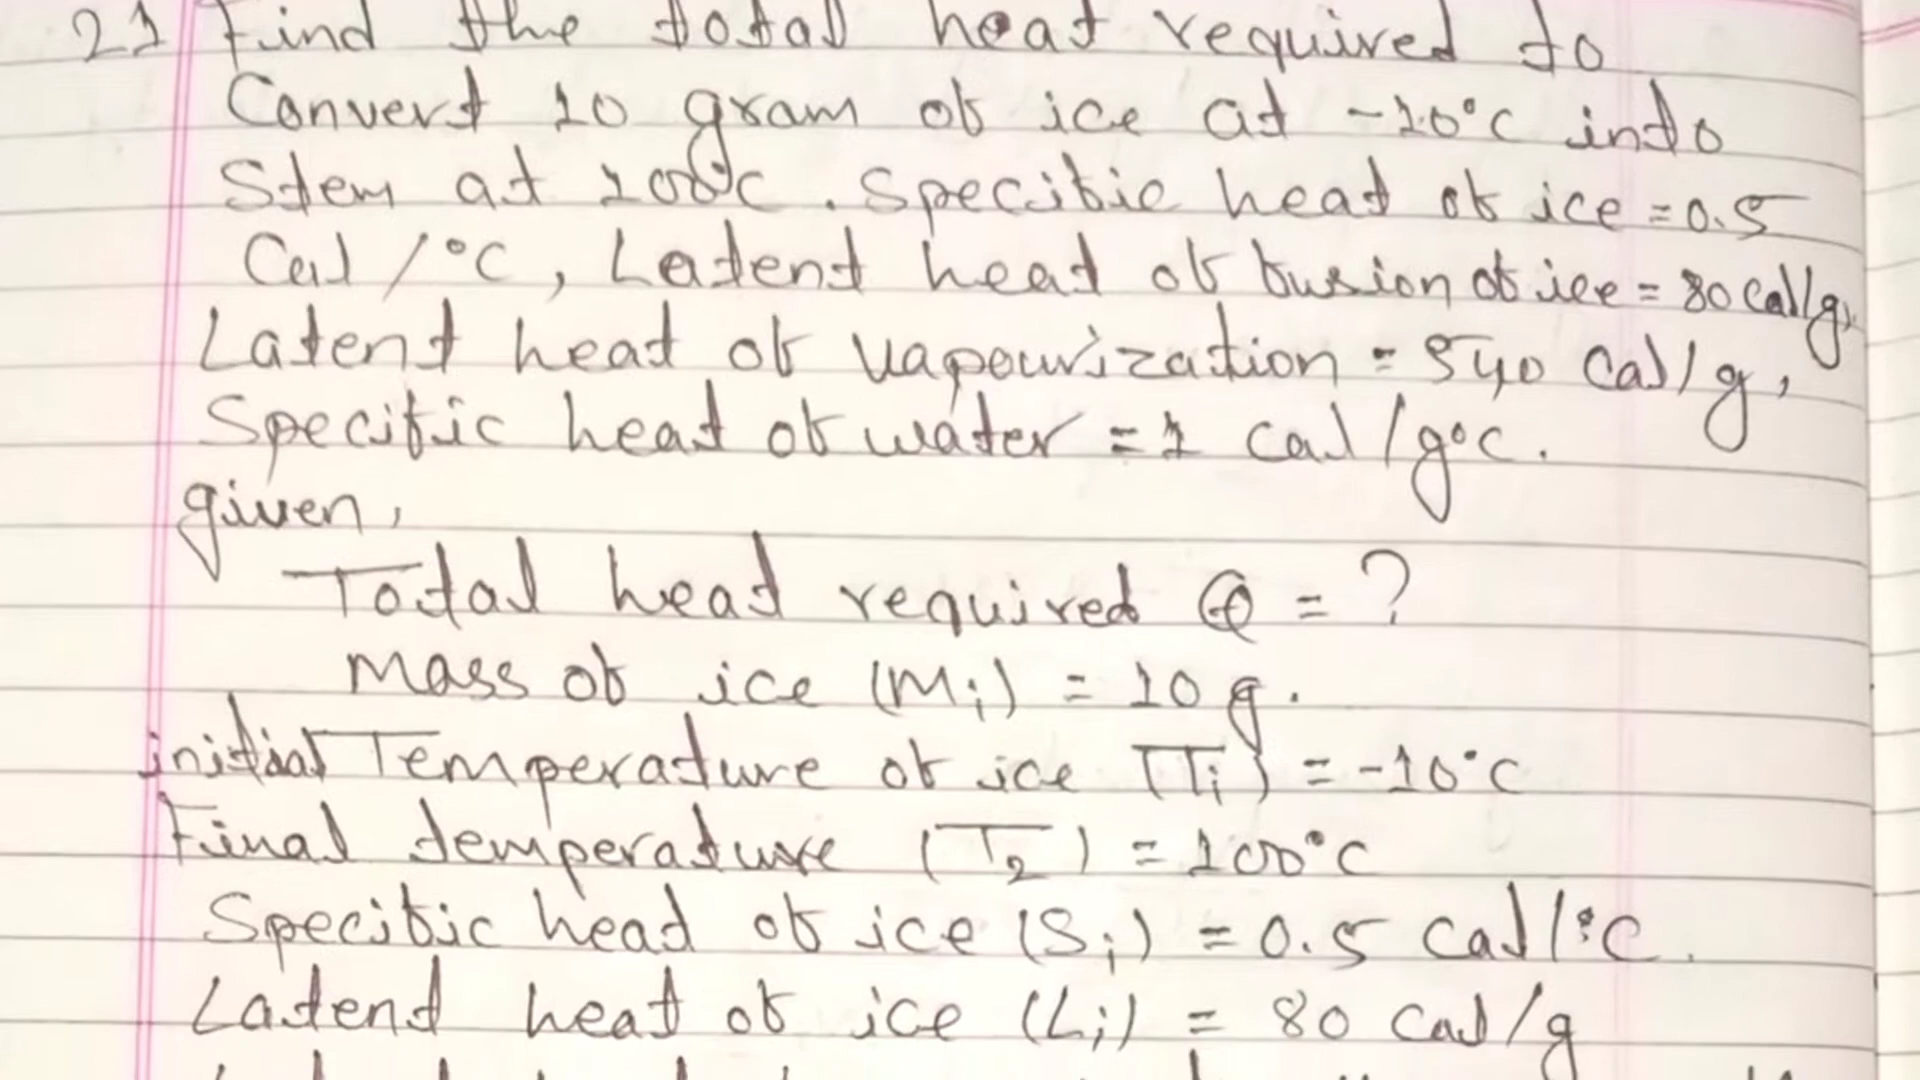 21 Find the total heat required to
Convert 10 gram of ice at -10°C into
Stem at 100°C. Specific heat of ice = 0.5
Cal /°C, Latent heat of fusion of ice = 80 Cal/g,
Latent heat of vapourization = 540 Cal/g,
Specific heat of water = 1 cal/g°C.
given,
Total heat required Q = ?
Mass of ice (Mi) = 10 g.
initial Temperature of ice (Ti) = -10°C
Final temperature (T2) = 100°C
Specific head of ice (Si) = 0.5 Cal/°C.
Latend heat of ice (Li) = 80 Cal/g